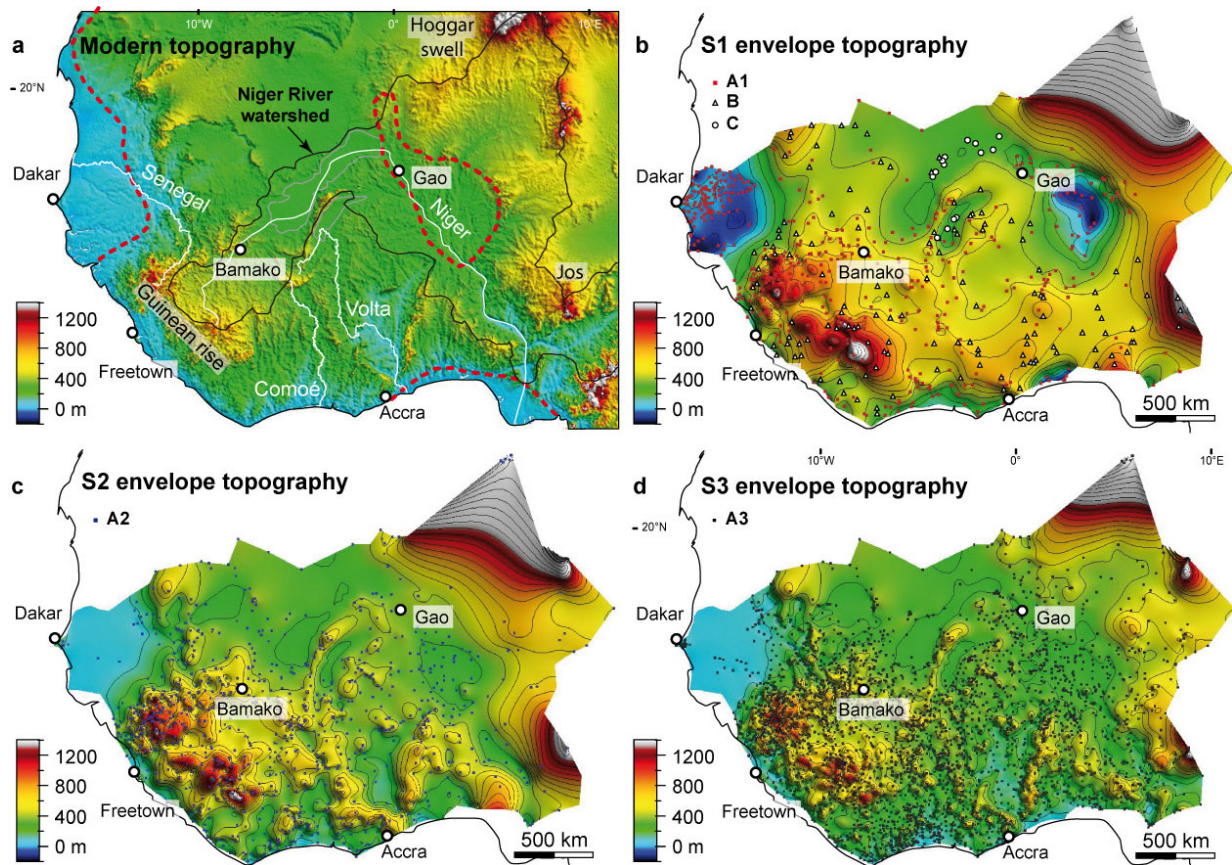 a
Modern topography
10°W
0°
10°E
20°N
Hoggar
swell
Niger River
watershed
Dakar
Senegal
Gao
Niger
Bamako
Guinean rise
Volta
Jos
Freetown
Comoé
Accra
1200
800
400
0 m
b
S1 envelope topography
A1
B
C
Dakar
Gao
Bamako
Freetown
Accra
1200
800
400
0 m
500 km
c
S2 envelope topography
A2
Dakar
Gao
Bamako
Freetown
Accra
1200
800
400
0 m
500 km
d
S3 envelope topography
10°W
0°
10°E
A3
20°N
Dakar
Gao
Bamako
Freetown
Accra
1200
800
400
0 m
500 km